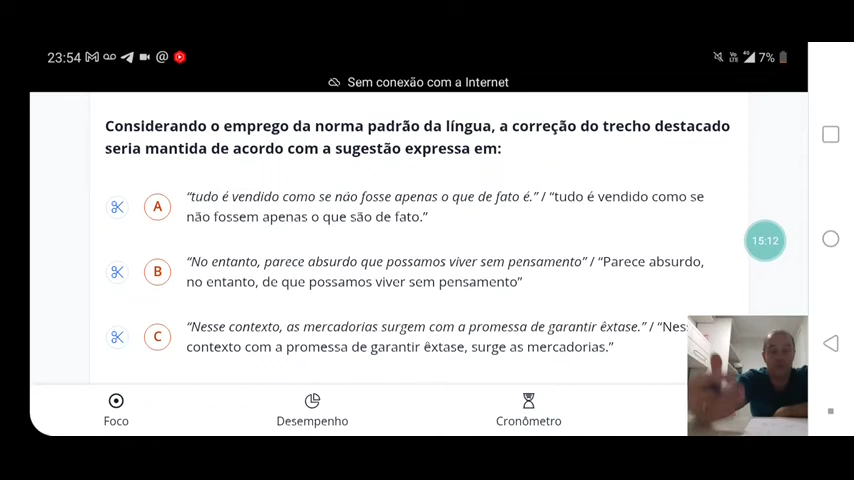 23:54
4G
Vo
LTE
7%
Sem conexão com a Internet
Considerando o emprego da norma padrão da língua, a correção do trecho destacado
seria mantida de acordo com a sugestão expressa em:
A
“tudo é vendido como se não fosse apenas o que de fato é.” / “tudo é vendido como se
não fossem apenas o que são de fato.”
B
“No entanto, parece absurdo que possamos viver sem pensamento” / “Parece absurdo,
no entanto, de que possamos viver sem pensamento”
15:12
C
“Nesse contexto, as mercadorias surgem com a promessa de garantir êxtase.” / “Nes
contexto com a promessa de garantir êxtase, surge as mercadorias.”
Foco
Desempenho
Cronômetro